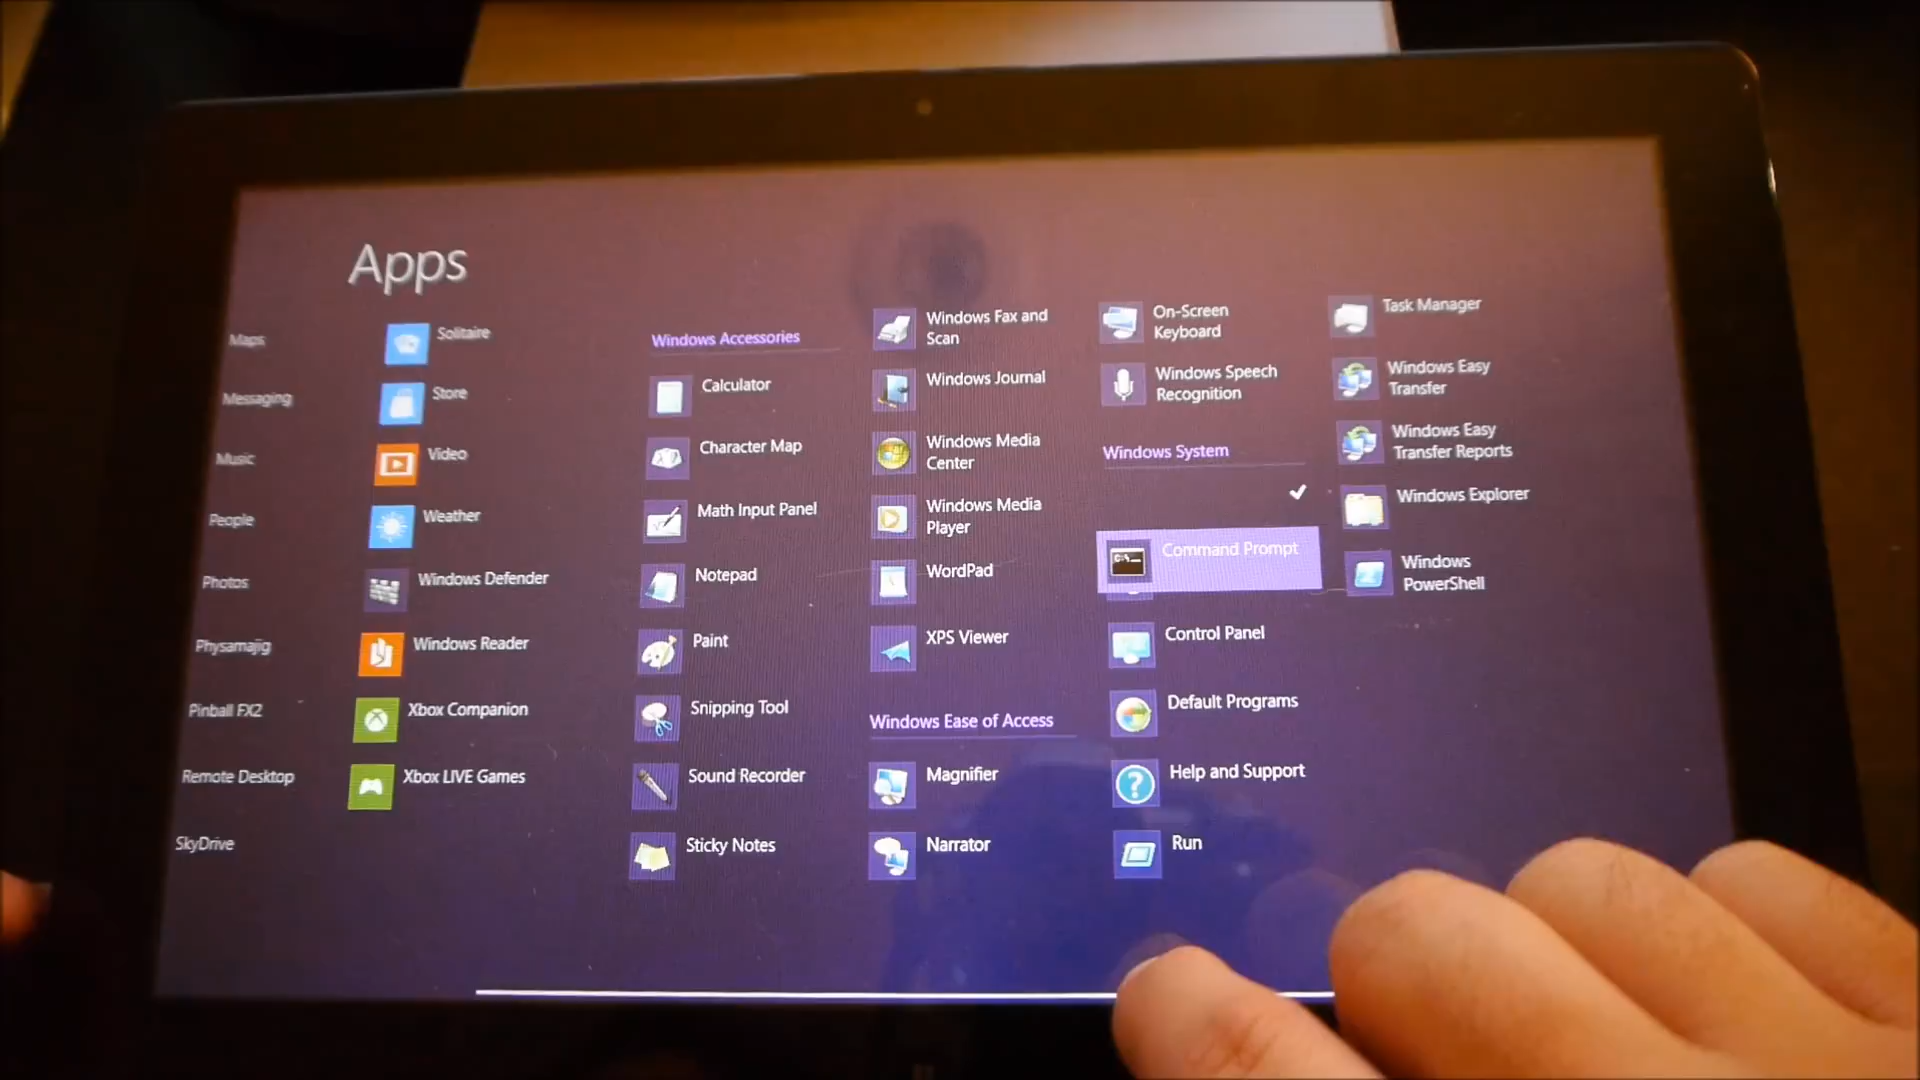 Apps
Maps
Messaging
Music
People
Photos
Physamajig
Pinball FX2
Remote Desktop
SkyDrive
Solitaire
Store
Video
Weather
Windows Defender
Windows Reader
Xbox Companion
Xbox LIVE Games
Windows Accessories
Calculator
Character Map
Math Input Panel
Notepad
Paint
Snipping Tool
Sound Recorder
Sticky Notes
Windows Fax and
Scan
Windows Journal
Windows Media
Center
Windows Media
Player
WordPad
XPS Viewer
Windows Ease of Access
Magnifier
Narrator
On-Screen
Keyboard
Windows Speech
Recognition
Windows System
Command Prompt
Control Panel
Default Programs
Help and Support
Run
Task Manager
Windows Easy
Transfer
Windows Easy
Transfer Reports
Windows Explorer
Windows
PowerShell